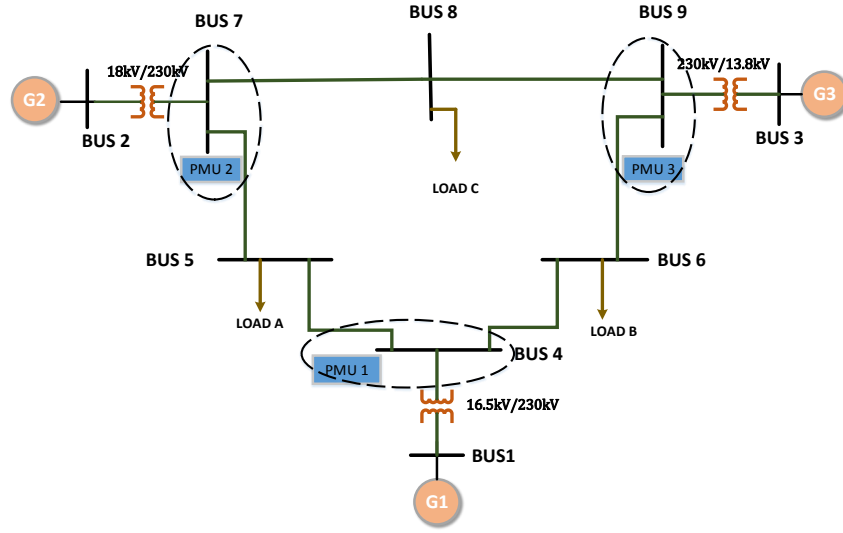 BUS 7
BUS 8
BUS 9
18kV/230kV
230kV/13.8kV
G2
G3
BUS 2
BUS 3
PMU 2
PMU 3
LOAD C
BUS 5
BUS 6
LOAD A
LOAD B
BUS 4
PMU 1
16.5kV/230kV
BUS1
G1